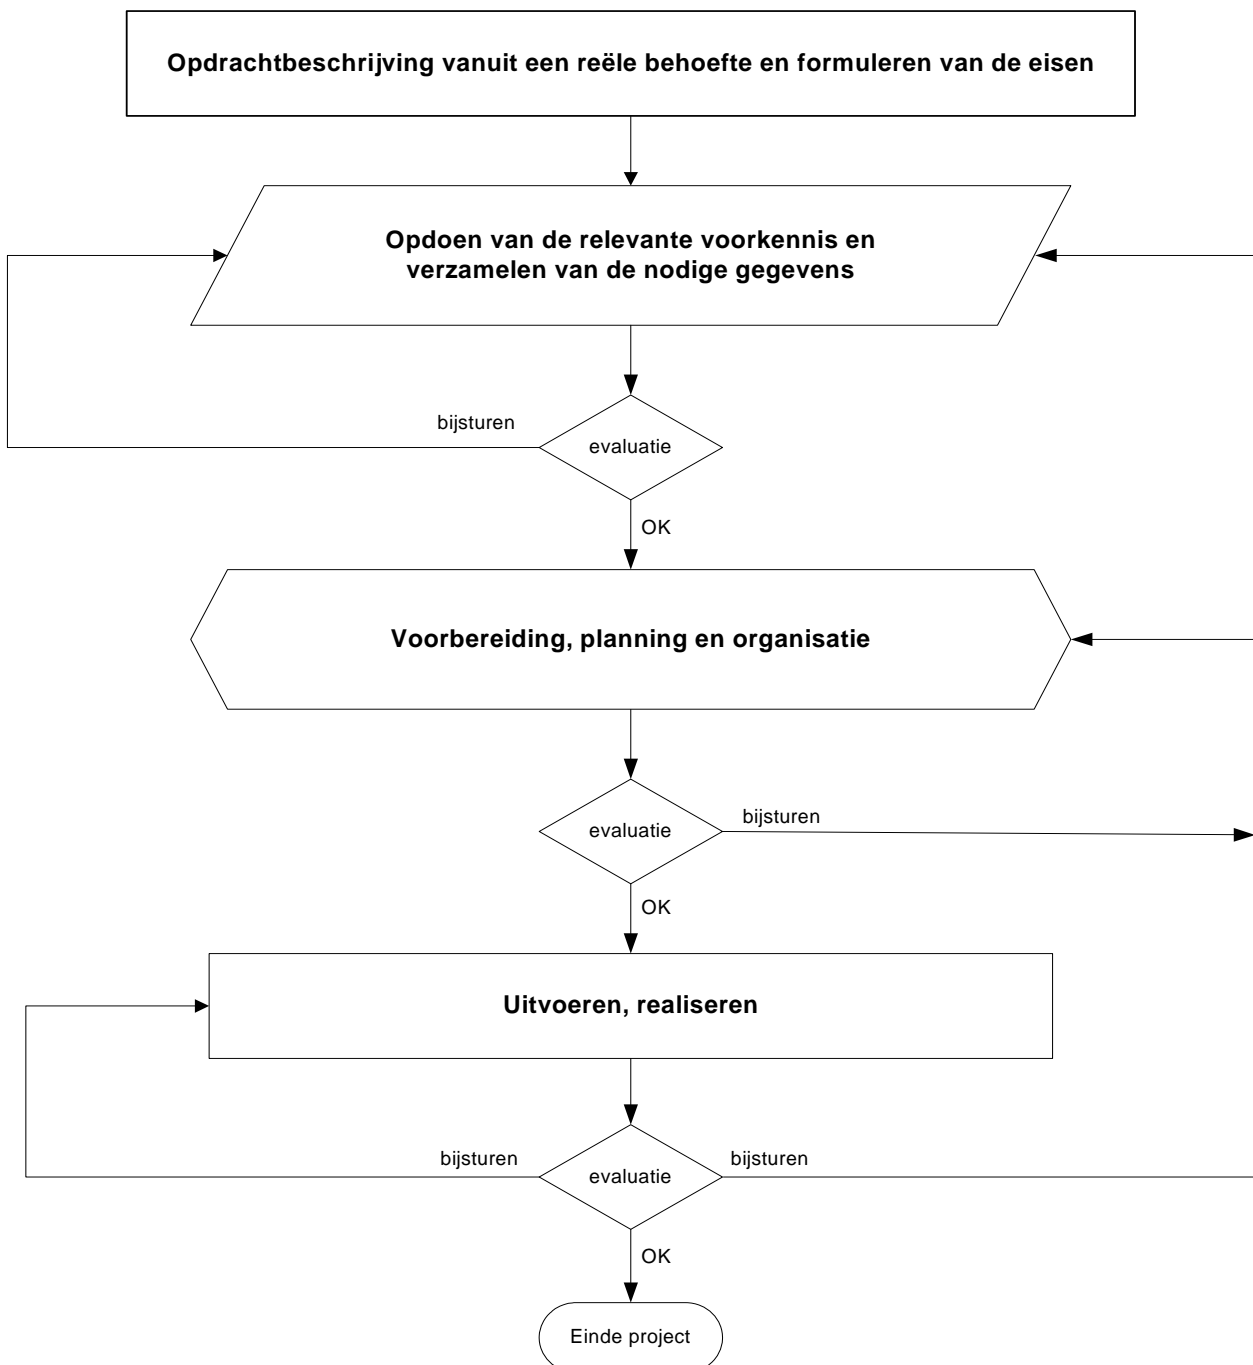 Opdrachtbeschrijving vanuit een reële behoefte en formuleren van de eisen
Opdoen van de relevante voorkennis en
verzamelen van de nodige gegevens
bijsturen
evaluatie
OK
Voorbereiding, planning en organisatie
evaluatie
bijsturen
OK
Uitvoeren, realiseren
bijsturen
evaluatie
bijsturen
OK
Einde project